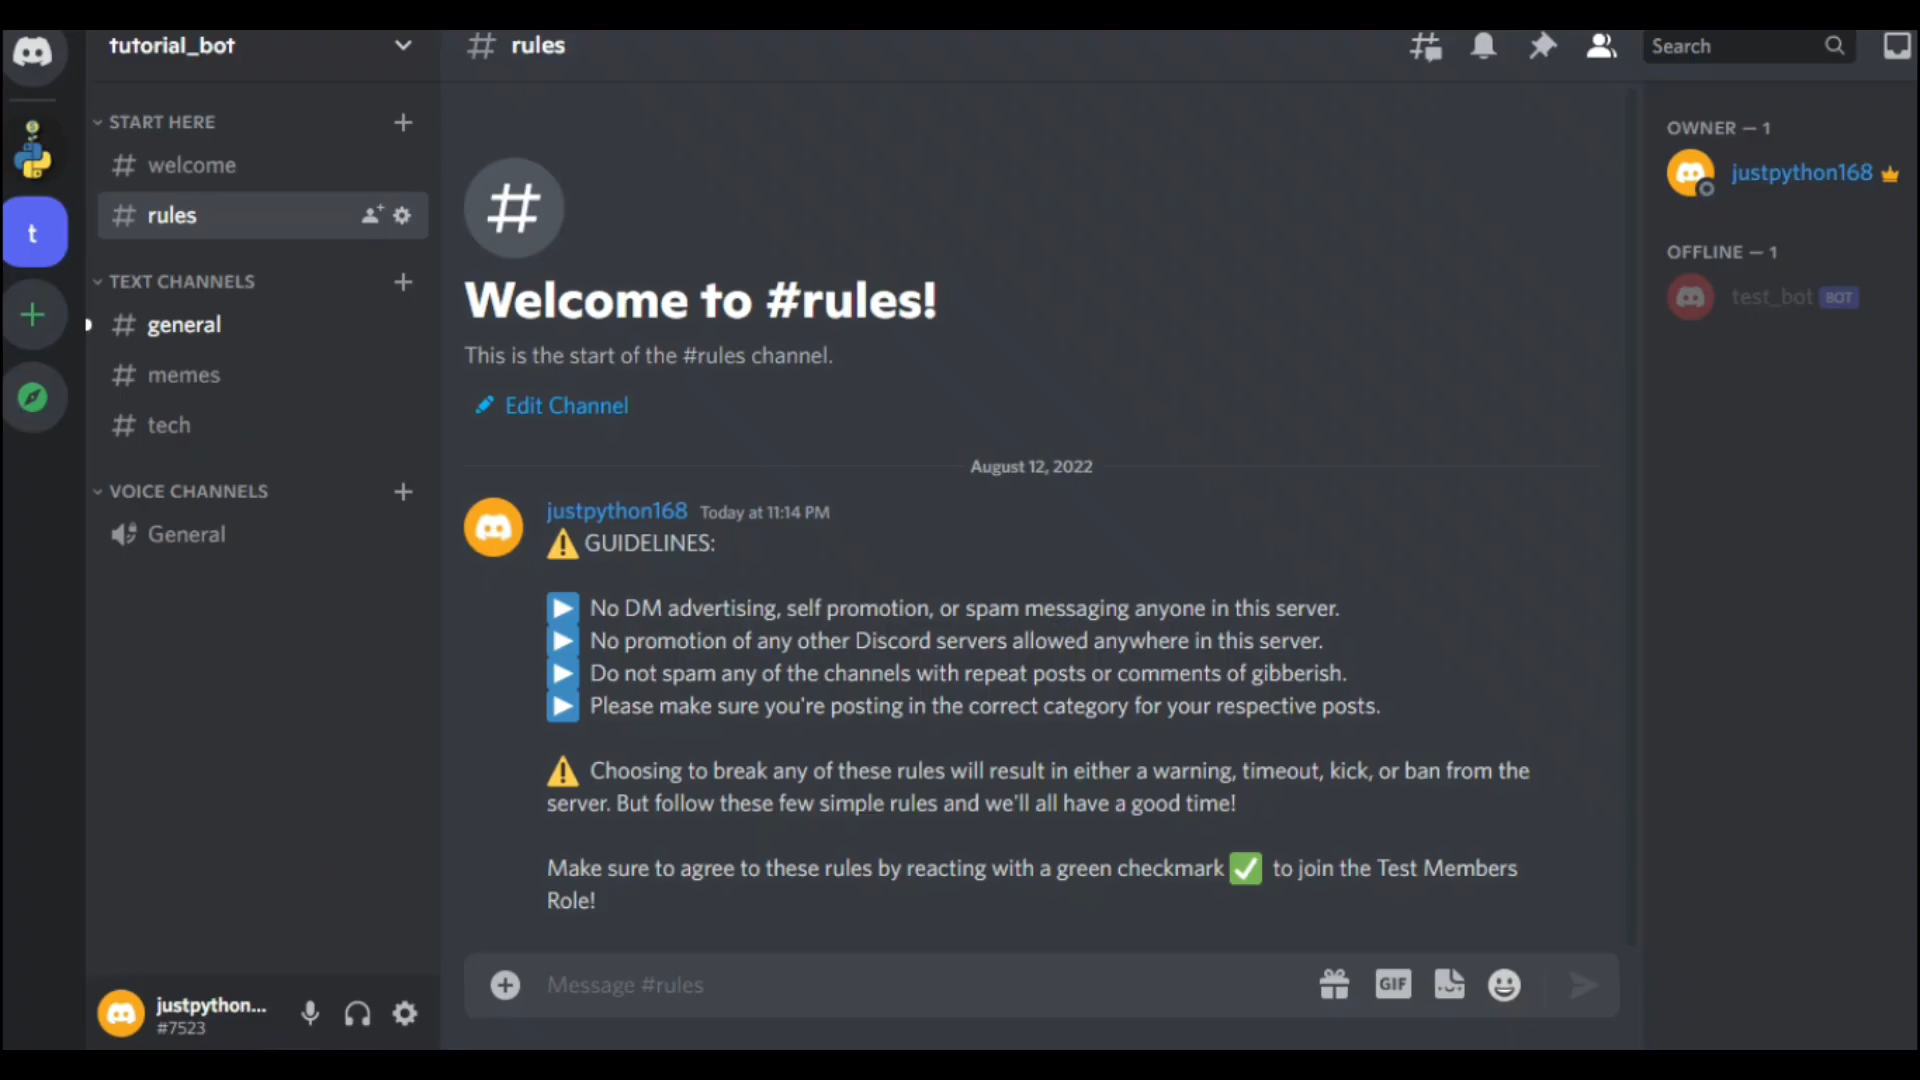 tutorial_bot
START HERE
welcome
rules
TEXT CHANNELS
general
memes
tech
VOICE CHANNELS
General
t
justpython...
#7523
rules
Search
Welcome to #rules!
This is the start of the #rules channel.
Edit Channel
August 12, 2022
justpython168 Today at 11:14 PM
⚠️ GUIDELINES:
▶️ No DM advertising, self promotion, or spam messaging anyone in this server.
▶️ No promotion of any other Discord servers allowed anywhere in this server.
▶️ Do not spam any of the channels with repeat posts or comments of gibberish.
▶️ Please make sure you're posting in the correct category for your respective posts.
⚠️ Choosing to break any of these rules will result in either a warning, timeout, kick, or ban from the
server. But follow these few simple rules and we'll all have a good time!
Make sure to agree to these rules by reacting with a green checkmark ✅ to join the Test Members
Role!
Message #rules
GIF
OWNER — 1
justpython168
OFFLINE — 1
test_bot BOT